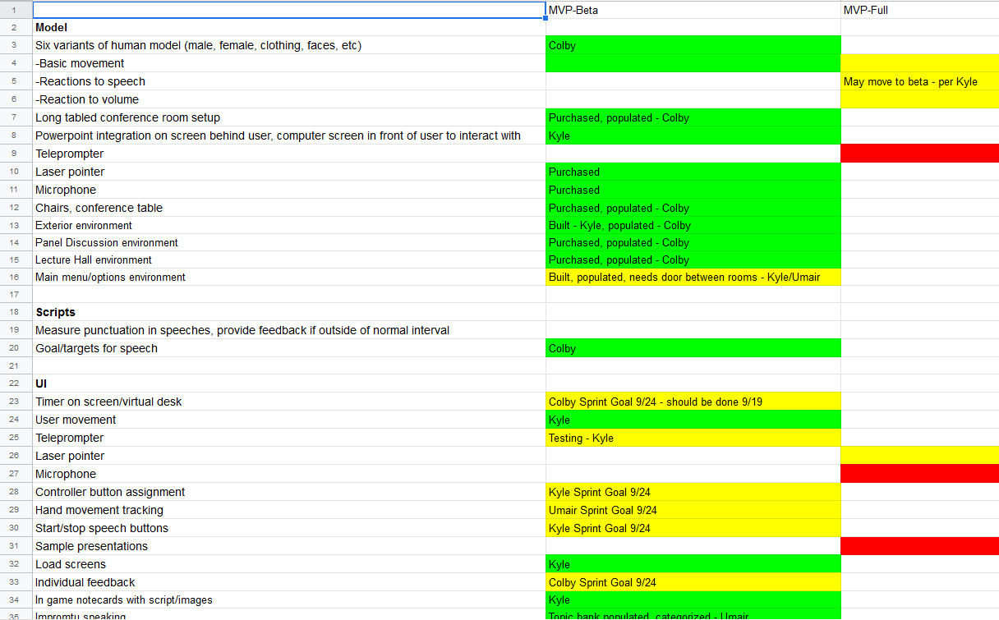 1 MVP-Beta MVP-Full
2 Model
3 Six variants of human model (male, female, clothing, faces, etc) Colby
4 -Basic movement
5 -Reactions to speech May move to beta - per Kyle
6 -Reaction to volume
7 Long tabled conference room setup Purchased, populated - Colby
8 Powerpoint integration on screen behind user, computer screen in front of user to interact with Kyle
9 Teleprompter
10 Laser pointer Purchased
11 Microphone Purchased
12 Chairs, conference table Purchased, populated - Colby
13 Exterior environment Built - Kyle, populated - Colby
14 Panel Discussion environment Purchased, populated - Colby
15 Lecture Hall environment Purchased, populated - Colby
16 Main menu/options environment Built, populated, needs door between rooms - Kyle/Umair
17
18 Scripts
19 Measure punctuation in speeches, provide feedback if outside of normal interval
20 Goal/targets for speech Colby
21
22 UI
23 Timer on screen/virtual desk Colby Sprint Goal 9/24 - should be done 9/19
24 User movement Kyle
25 Teleprompter Testing - Kyle
26 Laser pointer
27 Microphone
28 Controller button assignment Kyle Sprint Goal 9/24
29 Hand movement tracking Umair Sprint Goal 9/24
30 Start/stop speech buttons Kyle Sprint Goal 9/24
31 Sample presentations
32 Load screens Kyle
33 Individual feedback Colby Sprint Goal 9/24
34 In game notecards with script/images Kyle
35 Impromtu speaking Topic bank populated, categorized - Umair